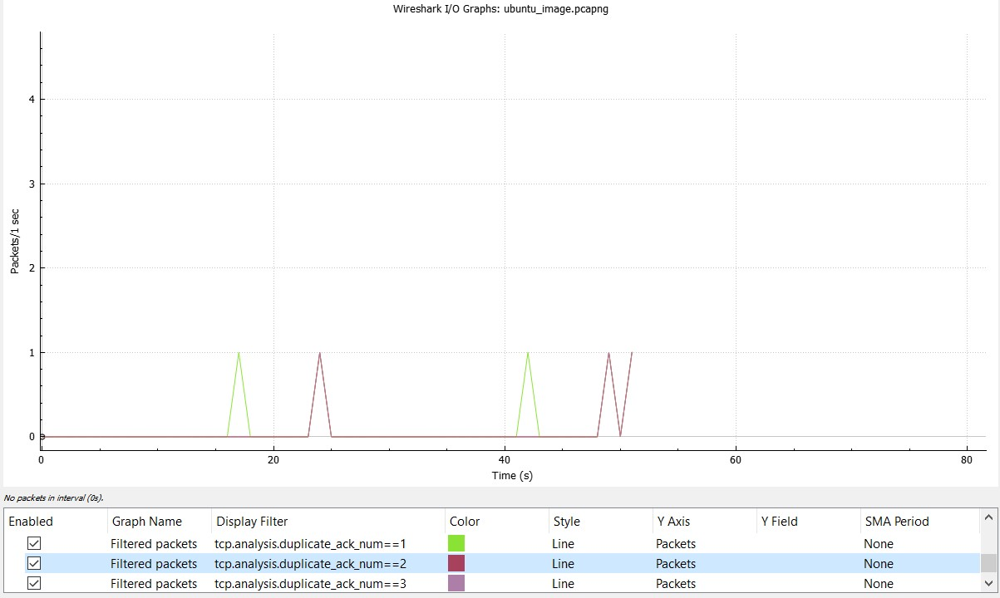 Wireshark I/O Graphs: ubuntu_image.pcapng
4
3
Packets/1 sec
2
1
0
0 20 40 60 80
Time (s)
No packets in interval (0s).
Enabled Graph Name Display Filter Color Style Y Axis Y Field SMA Period
Filtered packets tcp.analysis.duplicate_ack_num==1 Line Packets None
Filtered packets tcp.analysis.duplicate_ack_num==2 Line Packets None
Filtered packets tcp.analysis.duplicate_ack_num==3 Line Packets None